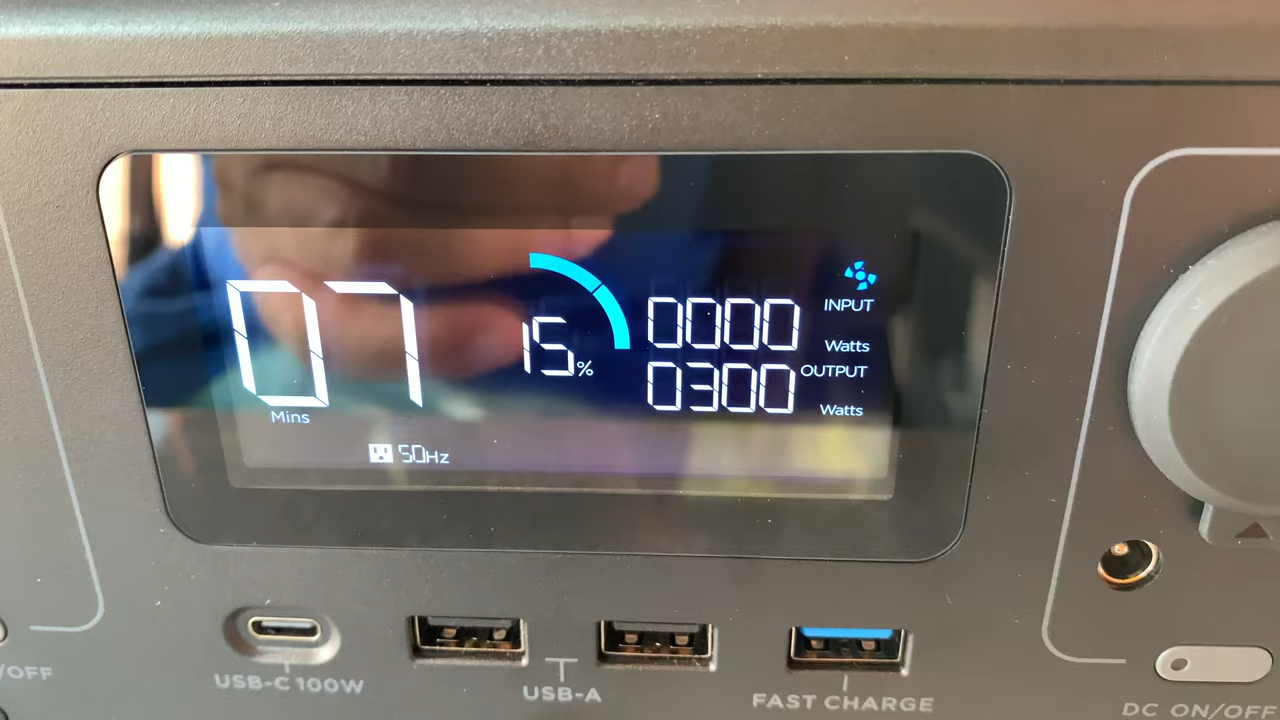 07
Mins
15%
0000
INPUT
Watts
0300
OUTPUT
Watts
50Hz
/OFF
USB-C 100W
USB-A
FAST CHARGE
DC ON/OFF